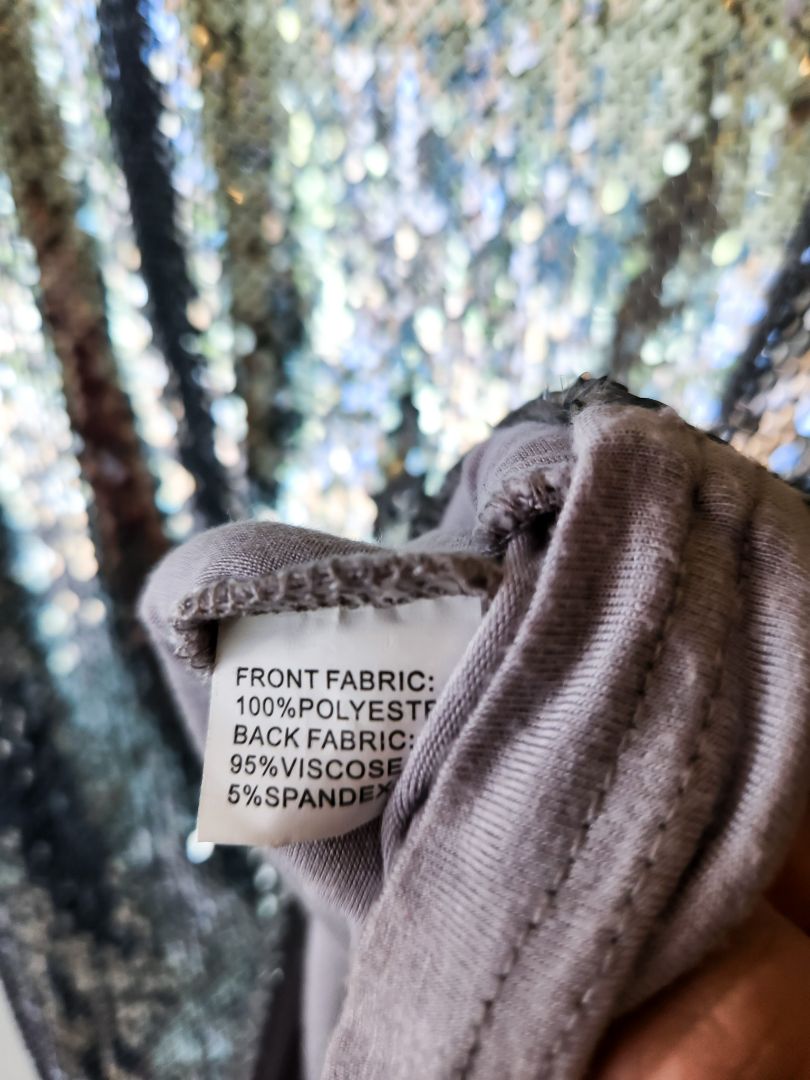 FRONT FABRIC:
100%POLYESTE
BACK FABRIC:
95%VISCOSE
5%SPANDEX